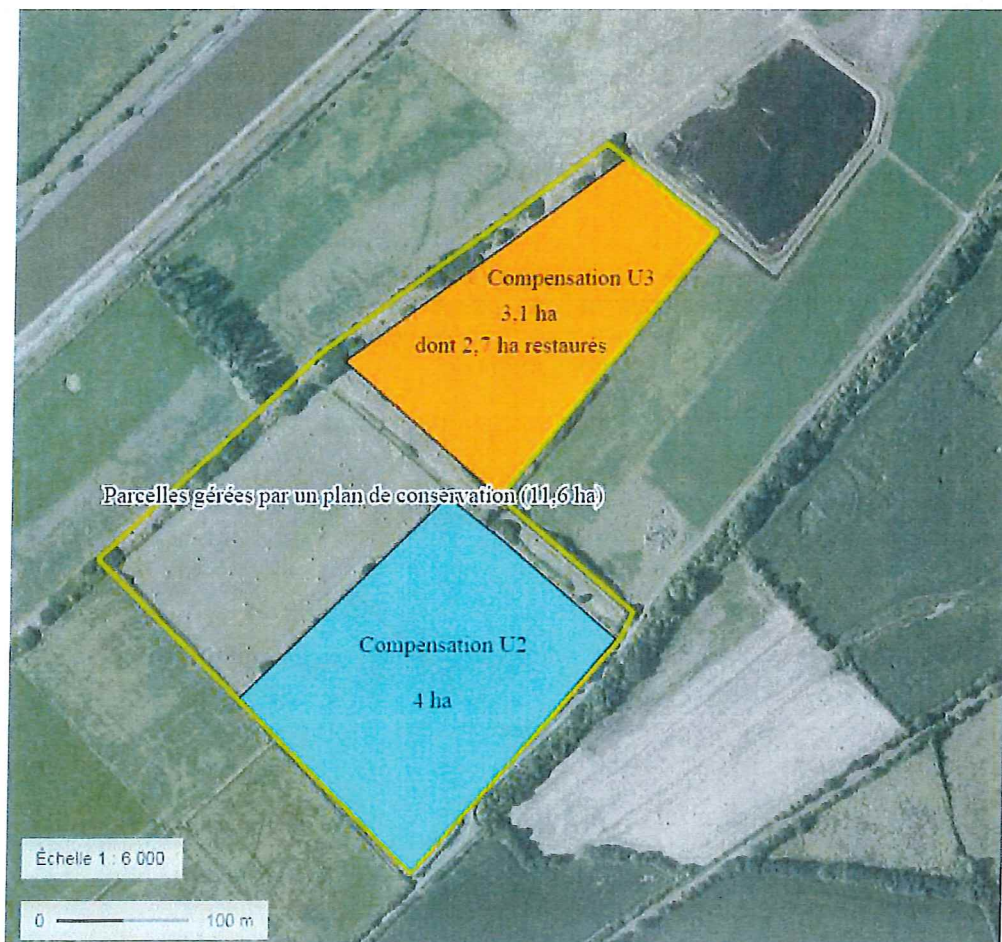 Compensation U3
3.1 ha
dont 2,7 ha restaurés
Parcelles gérées par un plan de conservation (11,6 ha)
Compensation U2
4 ha
Échelle 1 : 6 000
0 100 m